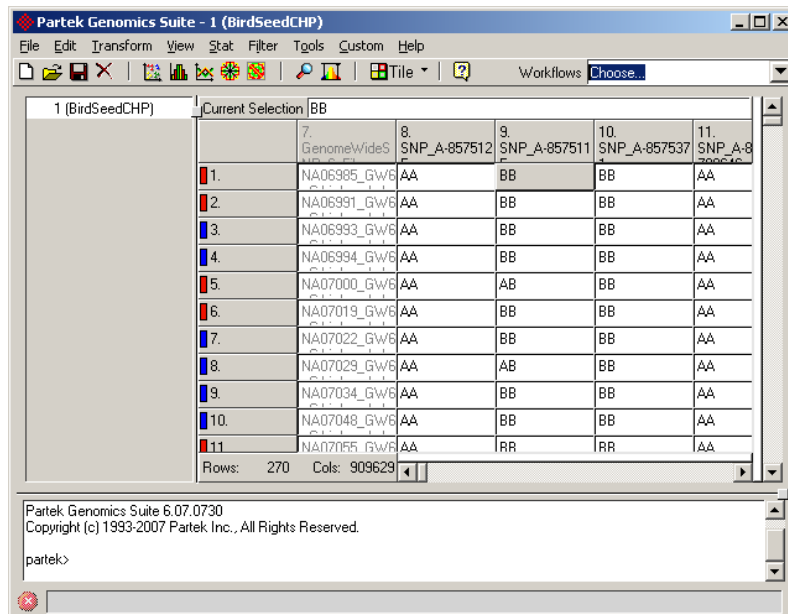 Partek Genomics Suite - 1 (BirdSeedCHP)
File Edit Transform View Stat Filter Tools Custom Help
Tile Workflows Choose...
1 (BirdSeedCHP) Current Selection BB
7. 8. 9. 10. 11.
GenomeWideS SNP_A-857512 SNP_A-857511 SNP_A-857537 SNP_A-8
1. NA06985_GW6 AA BB BB AA
2. NA06991_GW6 AA BB BB AA
3. NA06993_GW6 AA BB BB AA
4. NA06994_GW6 AA BB BB AA
5. NA07000_GW6 AA AB BB AA
6. NA07019_GW6 AA BB BB AA
7. NA07022_GW6 AA BB BB AA
8. NA07029_GW6 AA AB BB AA
9. NA07034_GW6 AA BB BB AA
10. NA07048_GW6 AA BB BB AA
11 NA07055_GW6 AA BB BB AA
Rows: 270 Cols: 909629
Partek Genomics Suite 6.07.0730
Copyright (c) 1993-2007 Partek Inc., All Rights Reserved.
partek>